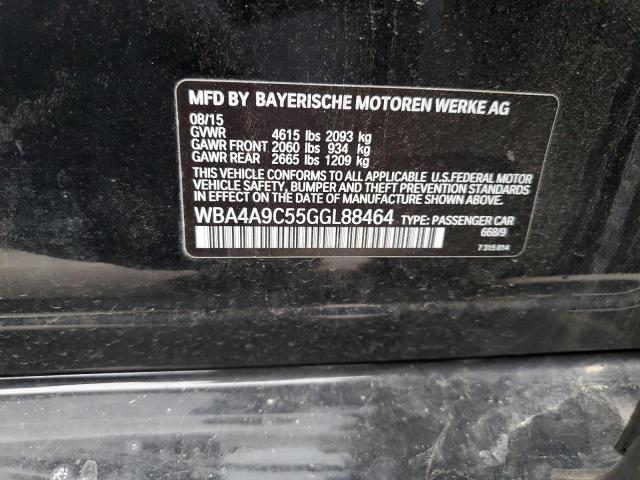 MFD BY BAYERISCHE MOTOREN WERKE AG
08/15
GVWR 4615 lbs 2093 kg
GAWR FRONT 2060 lbs 934 kg
GAWR REAR 2665 lbs 1209 kg
THIS VEHICLE CONFORMS TO ALL APPLICABLE U.S.FEDERAL MOTOR
VEHICLE SAFETY, BUMPER AND THEFT PREVENTION STANDARDS
IN EFFECT ON THE DATE OF MANUFACTURE SHOWN ABOVE.
WBA4A9C55GGL88464 TYPE: PASSENGER CAR
668/9
7315814